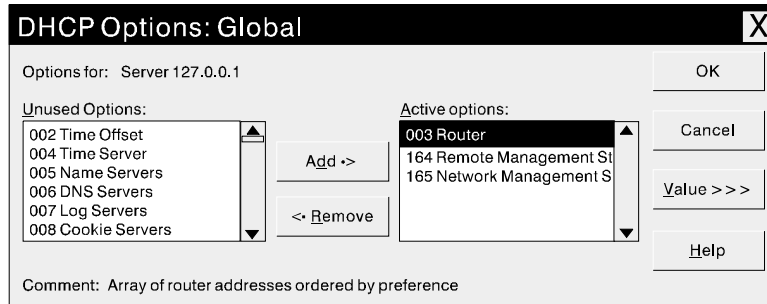 DHCP Options: Global
X
Options for: Server 127.0.0.1
OK
Unused Options:
002 Time Offset
004 Time Server
005 Name Servers
006 DNS Servers
007 Log Servers
008 Cookie Servers
Add ·>
<· Remove
Active options:
003 Router
164 Remote Management St
165 Network Management S
Cancel
Value >>>
Help
Comment: Array of router addresses ordered by preference